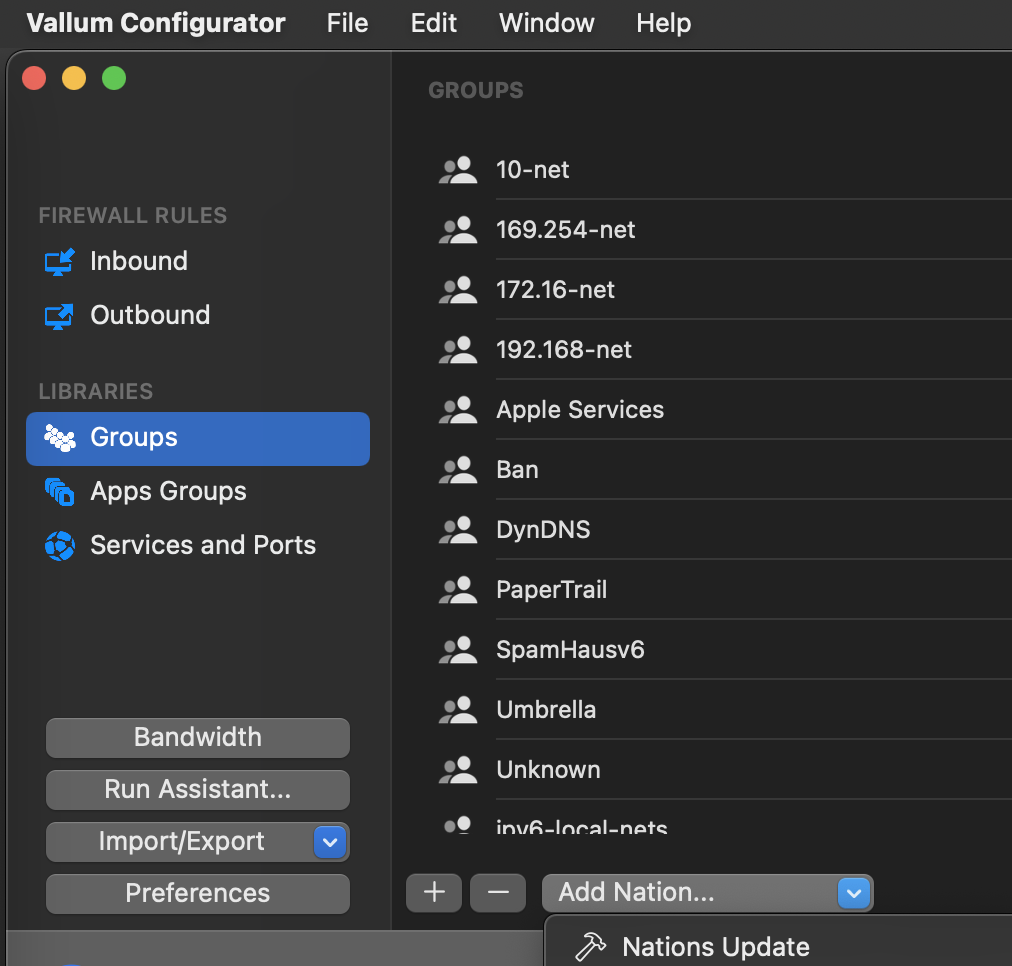 Vallum Configurator File Edit Window Help
GROUPS
10-net
169.254-net
172.16-net
192.168-net
Apple Services
Ban
DynDNS
PaperTrail
SpamHausv6
Umbrella
Unknown
ipv6-local-nets
FIREWALL RULES
Inbound
Outbound
LIBRARIES
Groups
Apps Groups
Services and Ports
Bandwidth
Run Assistant...
Import/Export
Preferences
Add Nation...
Nations Update